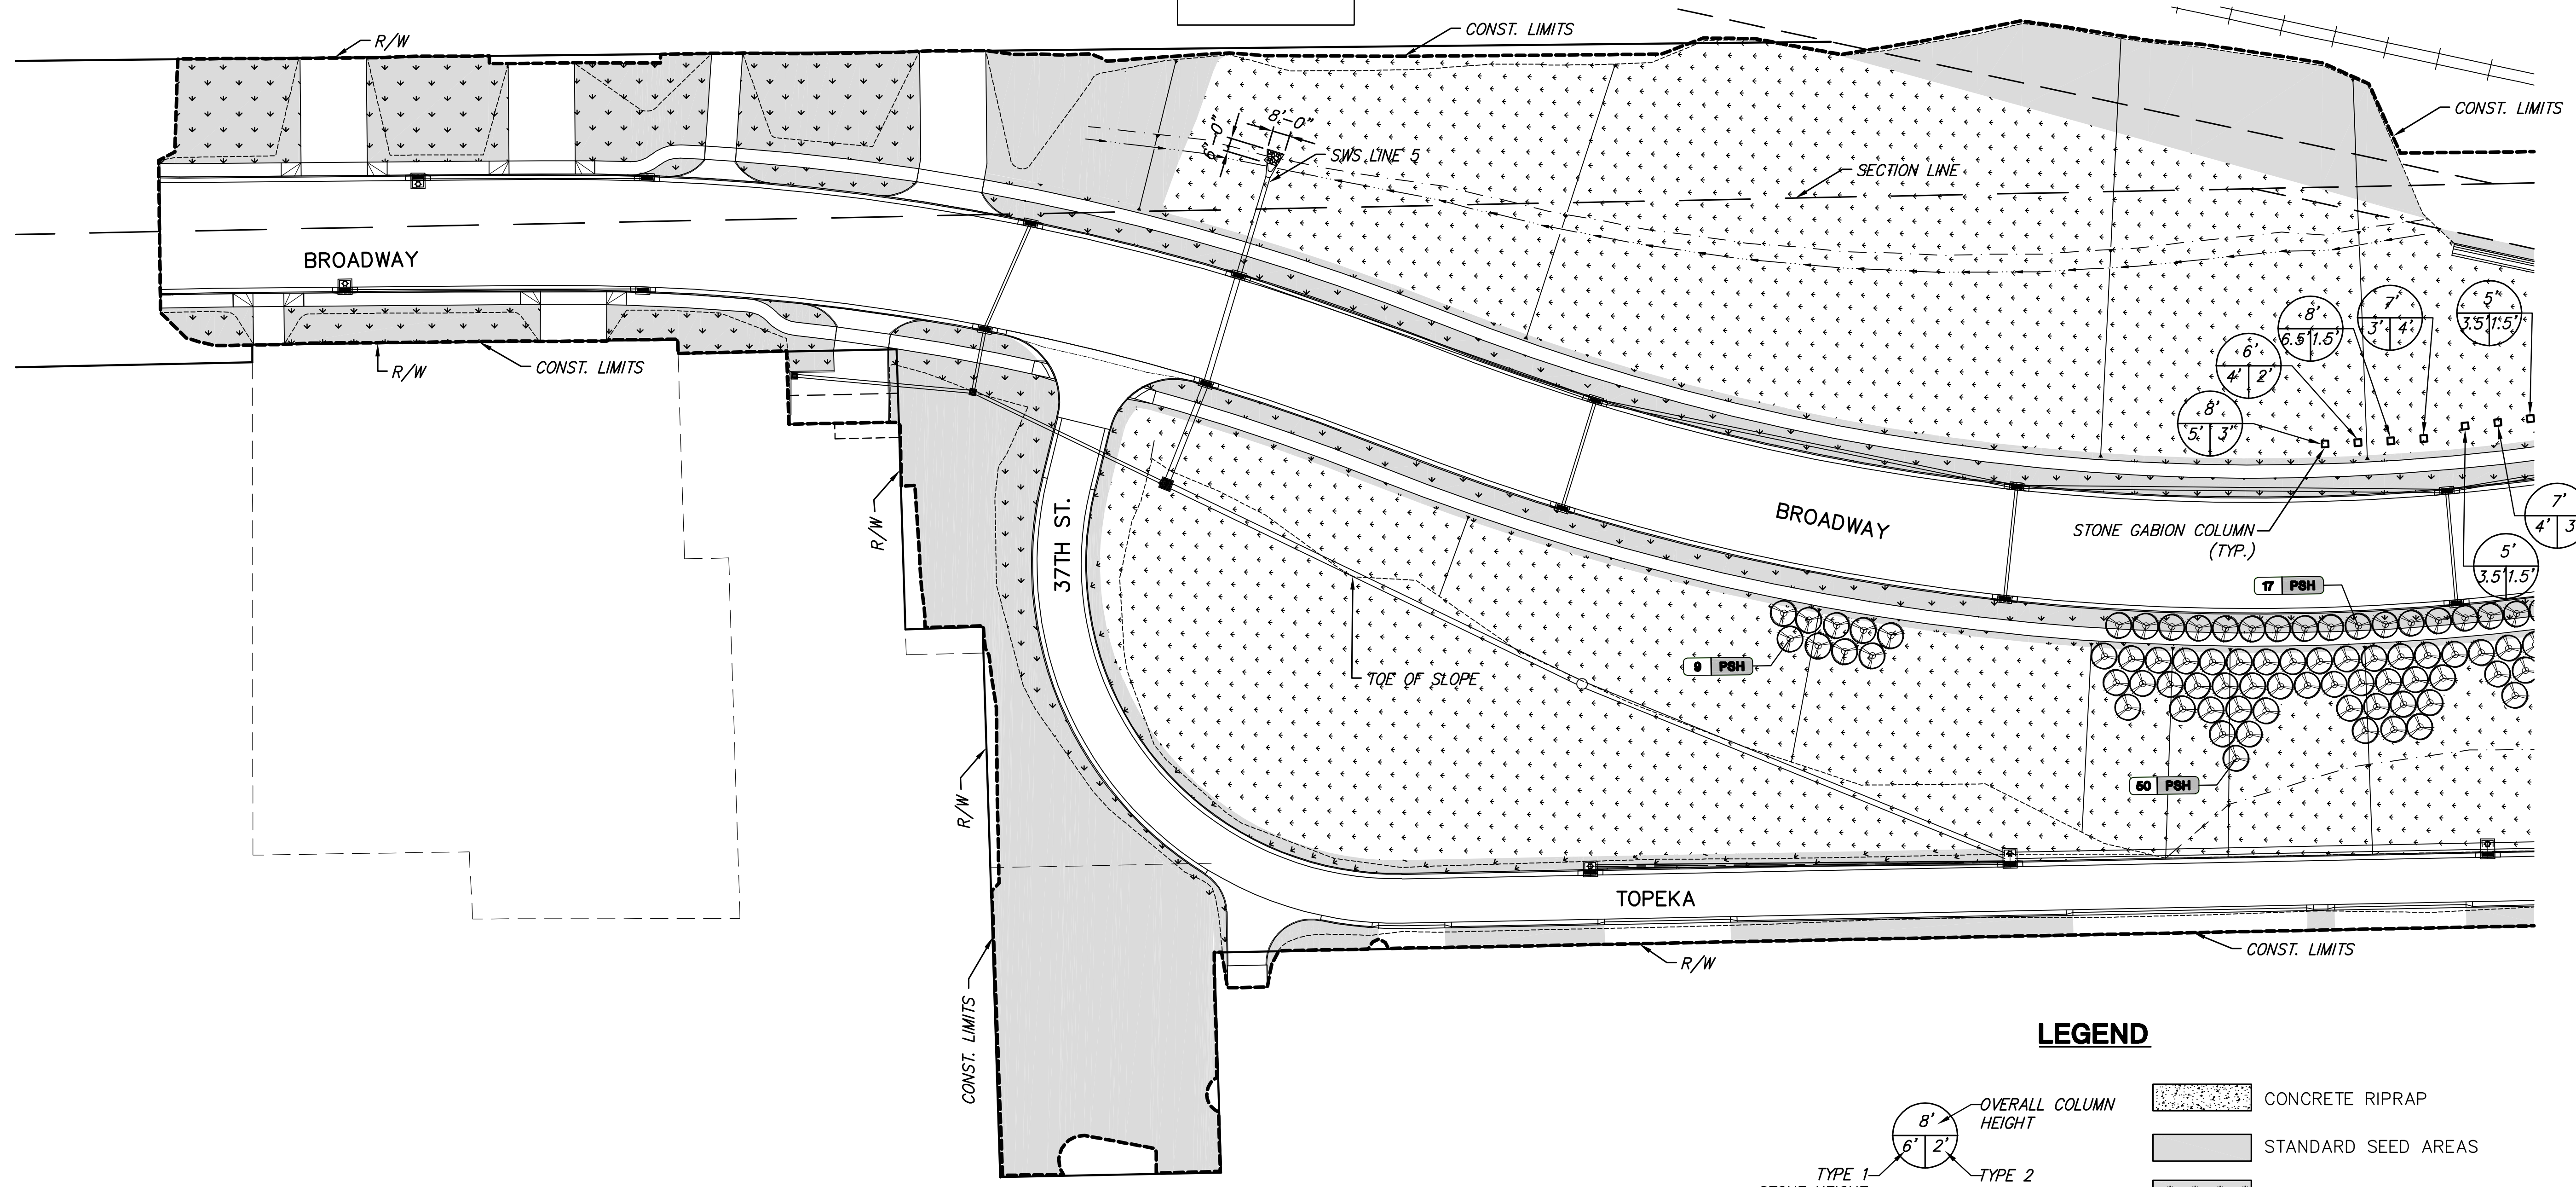 R/W
CONST. LIMITS
CONST. LIMITS
8'-0"
SWS LINE 5
SECTION LINE
BROADWAY
R/W
CONST. LIMITS
8'
6.5' 1.5'
7'
3' 4'
5'
3.5' 1.5'
6'
4' 2'
8'
5' 3"
R/W
37TH ST.
BROADWAY
STONE GABION COLUMN
(TYP.)
7'
4' 3
5'
3.5' 1.5'
17 PSH
9 PSH
TOE OF SLOPE
50 PSH
R/W
TOPEKA
R/W
CONST. LIMITS
CONST. LIMITS
LEGEND
8'
6' 2'
OVERALL COLUMN
HEIGHT
TYPE 1
TYPE 2
CONCRETE RIPRAP
STANDARD SEED AREAS